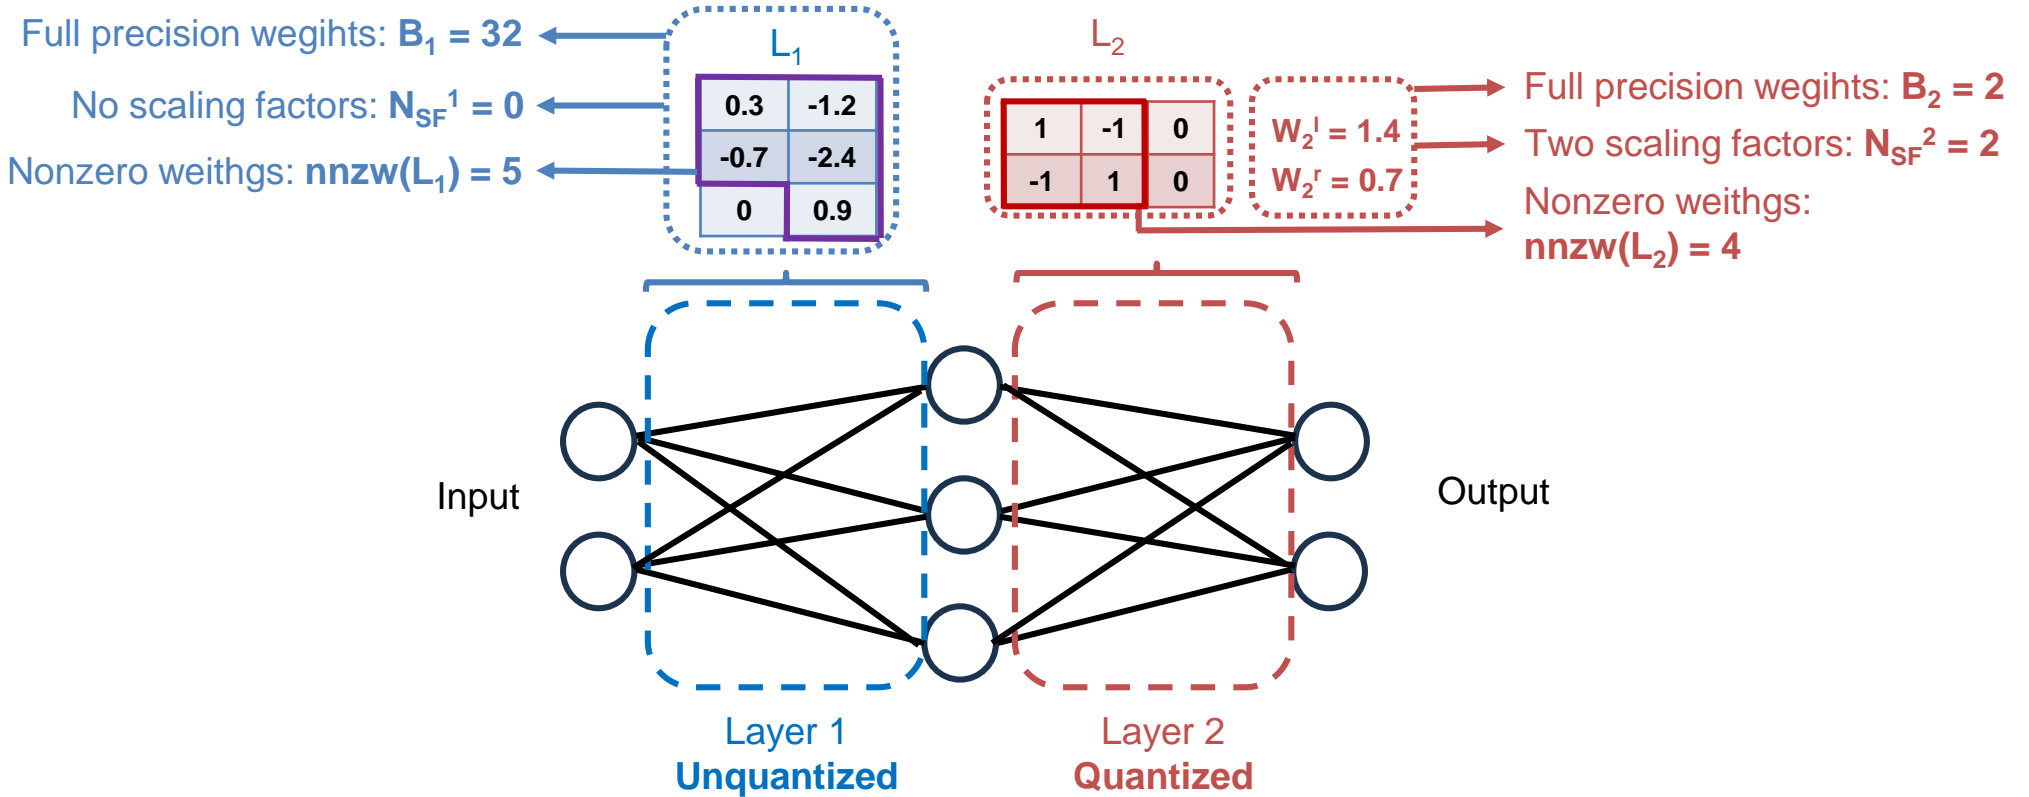 Full precision wegihts: B₁ = 32
No scaling factors: N_SF¹ = 0
Nonzero weithgs: nnzw(L₁) = 5
L₁
0.3 -1.2
-0.7 -2.4
0 0.9
L₂
1 -1 0
-1 1 0
W₂ˡ = 1.4
W₂ʳ = 0.7
Full precision wegihts: B₂ = 2
Two scaling factors: N_SF² = 2
Nonzero weithgs:
nnzw(L₂) = 4
Input
Output
Layer 1
Unquantized
Layer 2
Quantized